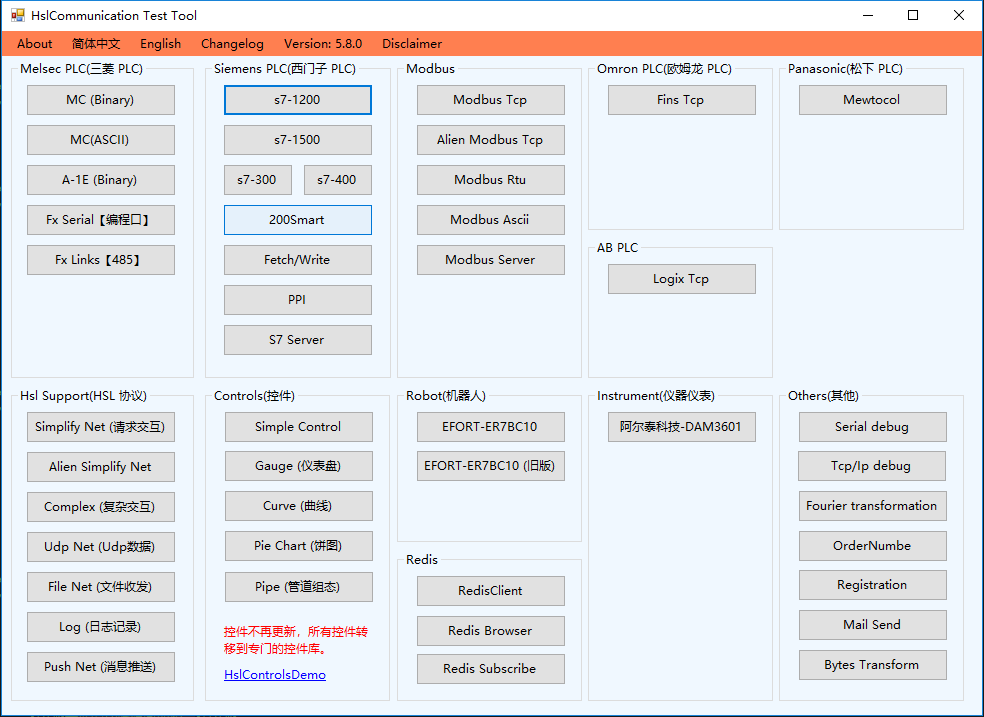 HslCommunication Test Tool
About 简体中文 English Changelog Version: 5.8.0 Disclaimer
Melsec PLC(三菱 PLC)
MC (Binary)
MC(ASCII)
A-1E (Binary)
Fx Serial【编程口】
Fx Links【485】
Siemens PLC(西门子 PLC)
s7-1200
s7-1500
s7-300 s7-400
200Smart
Fetch/Write
PPI
S7 Server
Modbus
Modbus Tcp
Alien Modbus Tcp
Modbus Rtu
Modbus Ascii
Modbus Server
Omron PLC(欧姆龙 PLC)
Fins Tcp
AB PLC
Logix Tcp
Panasonic(松下 PLC)
Mewtocol
Hsl Support(HSL 协议)
Simplify Net (请求交互)
Alien Simplify Net
Complex (复杂交互)
Udp Net (Udp数据)
File Net (文件收发)
Log (日志记录)
Push Net (消息推送)
Controls(控件)
Simple Control
Gauge (仪表盘)
Curve (曲线)
Pie Chart (饼图)
Pipe (管道组态)
控件不再更新，所有控件转
移到专门的控件库。
HslControlsDemo
Robot(机器人)
EFORT-ER7BC10
EFORT-ER7BC10 (旧版)
Redis
RedisClient
Redis Browser
Redis Subscribe
Instrument(仪器仪表)
阿尔泰科技-DAM3601
Others(其他)
Serial debug
Tcp/Ip debug
Fourier transformation
OrderNumbe
Registration
Mail Send
Bytes Transform